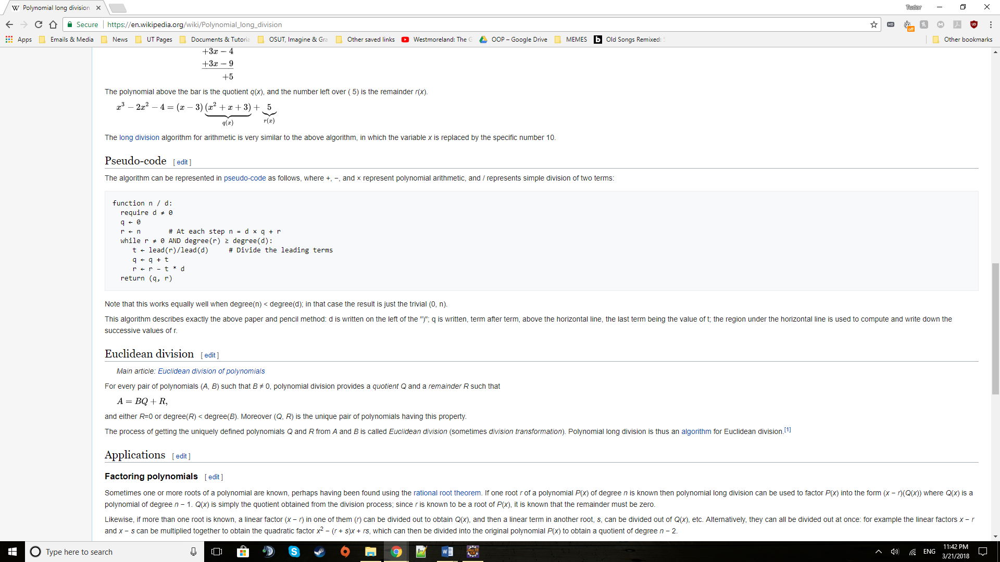 Polynomial long division
Tudor
Secure https://en.wikipedia.org/wiki/Polynomial_long_division
Apps Emails & Media News UT Pages Documents & Tutoria OSUT, Imagine & Gra Other saved links Westmoreland: The G OOP – Google Drive MEMES Old Songs Remixed: Other bookmarks
+3x − 4
+3x − 9
+5
The polynomial above the bar is the quotient q(x), and the number left over ( 5) is the remainder r(x).
x³ − 2x² − 4 = (x − 3) (x² + x + 3) + 5
q(x) r(x)
The long division algorithm for arithmetic is very similar to the above algorithm, in which the variable x is replaced by the specific number 10.
Pseudo-code [ edit ]
The algorithm can be represented in pseudo-code as follows, where +, −, and × represent polynomial arithmetic, and / represents simple division of two terms:
function n / d:
require d ≠ 0
q ← 0
r ← n # At each step n = d × q + r
while r ≠ 0 AND degree(r) ≥ degree(d):
t ← lead(r)/lead(d) # Divide the leading terms
q ← q + t
r ← r − t * d
return (q, r)
Note that this works equally well when degree(n) < degree(d); in that case the result is just the trivial (0, n).
This algorithm describes exactly the above paper and pencil method: d is written on the left of the ")"; q is written, term after term, above the horizontal line, the last term being the value of t; the region under the horizontal line is used to compute and write down the
successive values of r.
Euclidean division [ edit ]
Main article: Euclidean division of polynomials
For every pair of polynomials (A, B) such that B ≠ 0, polynomial division provides a quotient Q and a remainder R such that
A = BQ + R,
and either R=0 or degree(R) < degree(B). Moreover (Q, R) is the unique pair of polynomials having this property.
The process of getting the uniquely defined polynomials Q and R from A and B is called Euclidean division (sometimes division transformation). Polynomial long division is thus an algorithm for Euclidean division.[1]
Applications [ edit ]
Factoring polynomials [ edit ]
Sometimes one or more roots of a polynomial are known, perhaps having been found using the rational root theorem. If one root r of a polynomial P(x) of degree n is known then polynomial long division can be used to factor P(x) into the form (x − r)(Q(x)) where Q(x) is a
polynomial of degree n − 1. Q(x) is simply the quotient obtained from the division process; since r is known to be a root of P(x), it is known that the remainder must be zero.
Likewise, if more than one root is known, a linear factor (x − r) in one of them (r) can be divided out to obtain Q(x), and then a linear term in another root, s, can be divided out of Q(x), etc. Alternatively, they can all be divided out at once: for example the linear factors x − r
and x − s can be multiplied together to obtain the quadratic factor x² − (r + s)x + rs, which can then be divided into the original polynomial P(x) to obtain a quotient of degree n − 2.
Type here to search
ENG
11:42 PM
3/21/2018